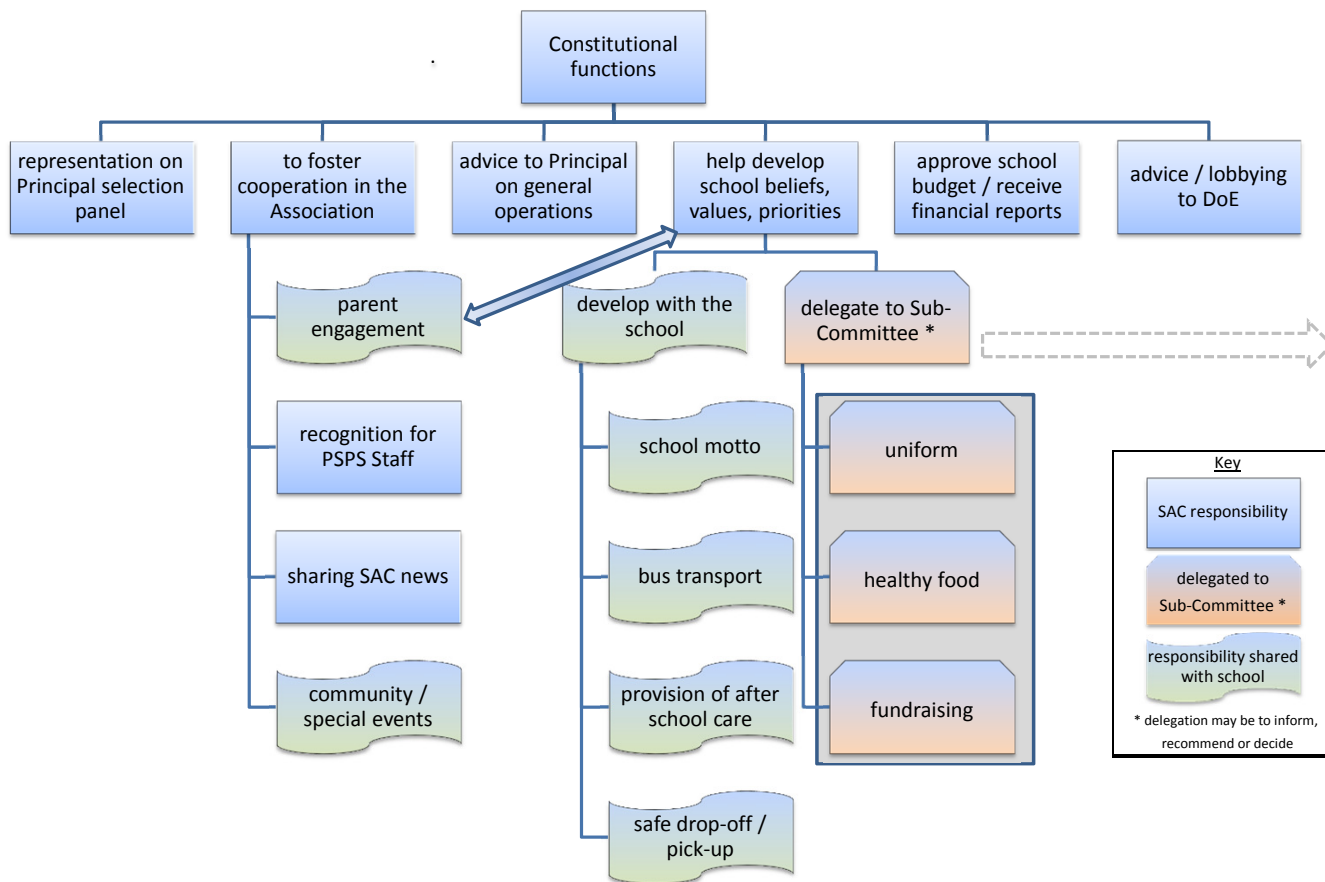 Constitutional
functions
representation on
Principal selection
panel
to foster
cooperation in the
Association
advice to Principal
on general
operations
help develop
school beliefs,
values, priorities
approve school
budget / receive
financial reports
advice / lobbying
to DoE
parent
engagement
develop with the
school
delegate to Sub-
Committee *
recognition for
PSPS Staff
school motto
uniform
sharing SAC news
bus transport
healthy food
community /
special events
provision of after
school care
fundraising
safe drop-off /
pick-up
Key
SAC responsibility
delegated to
Sub-Committee *
responsibility shared
with school
* delegation may be to inform,
recommend or decide